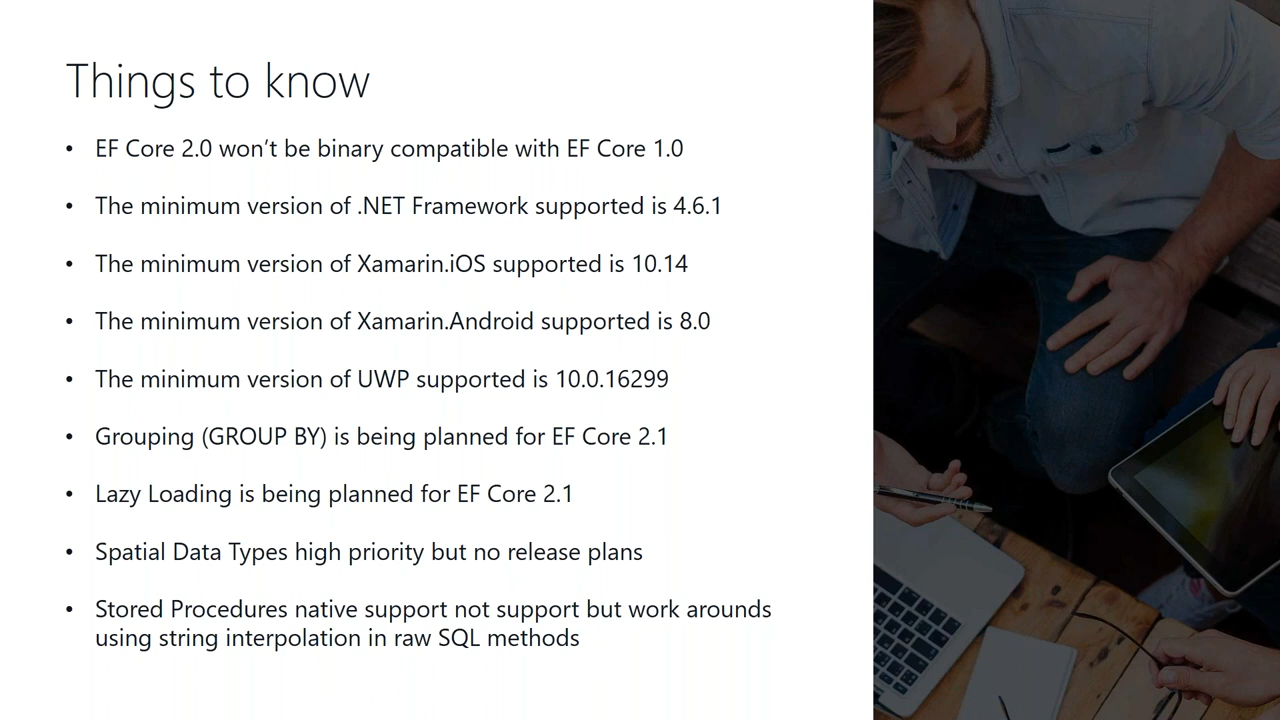 Things to know
• EF Core 2.0 won't be binary compatible with EF Core 1.0
• The minimum version of .NET Framework supported is 4.6.1
• The minimum version of Xamarin.iOS supported is 10.14
• The minimum version of Xamarin.Android supported is 8.0
• The minimum version of UWP supported is 10.0.16299
• Grouping (GROUP BY) is being planned for EF Core 2.1
• Lazy Loading is being planned for EF Core 2.1
• Spatial Data Types high priority but no release plans
• Stored Procedures native support not support but work arounds
using string interpolation in raw SQL methods